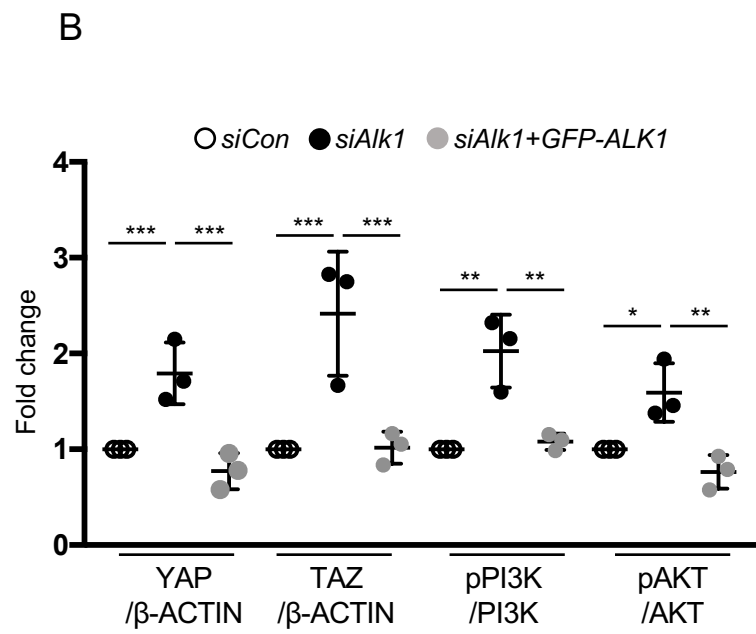 B
siCon siAlk1 siAlk1+GFP-ALK1
4
3
2
1
0
Fold change
*** *** *** *** ** ** * **
YAP /β-ACTIN
TAZ /β-ACTIN
pPI3K /PI3K
pAKT /AKT